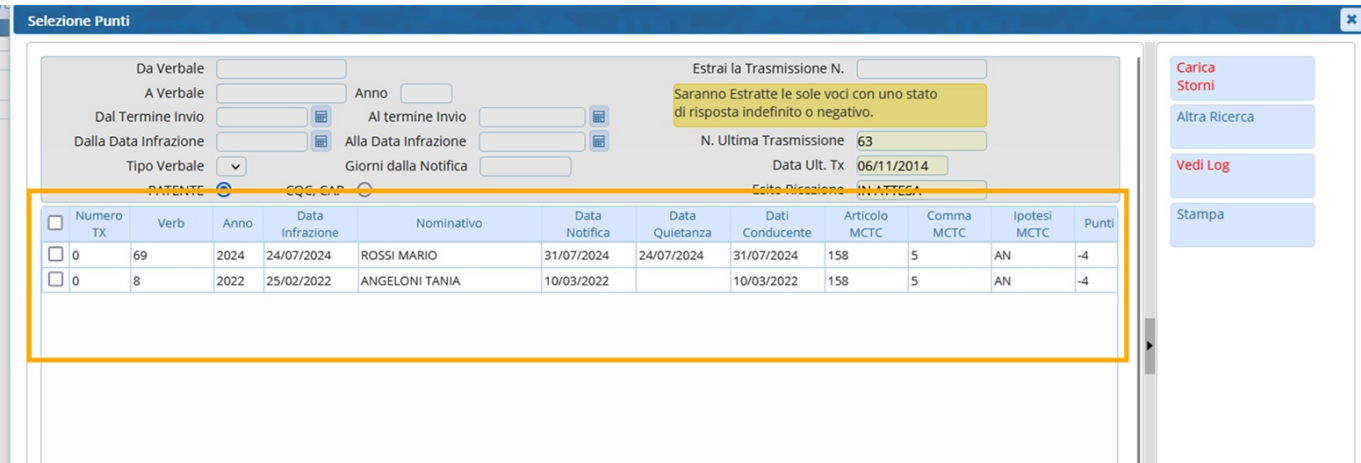 Selezione Punti
Da Verbale Estrai la Trasmissione N.
A Verbale Anno Saranno Estratte le sole voci con uno stato
di risposta indefinito o negativo.
Dal Termine Invio Al termine Invio
Dalla Data Infrazione Alla Data Infrazione N. Ultima Trasmissione 63
Tipo Verbale Giorni dalla Notifica Data Ult. Tx 06/11/2014
PATENTE CQC, CAP Esito Ricezione IN ATTESA
Numero TX Verb Anno Data Infrazione Nominativo Data Notifica Data Quietanza Dati Conducente Articolo MCTC Comma MCTC Ipotesi MCTC Punti
0 69 2024 24/07/2024 ROSSI MARIO 31/07/2024 24/07/2024 31/07/2024 158 5 AN -4
0 8 2022 25/02/2022 ANGELONI TANIA 10/03/2022 10/03/2022 158 5 AN -4
Carica
Storni
Altra Ricerca
Vedi Log
Stampa